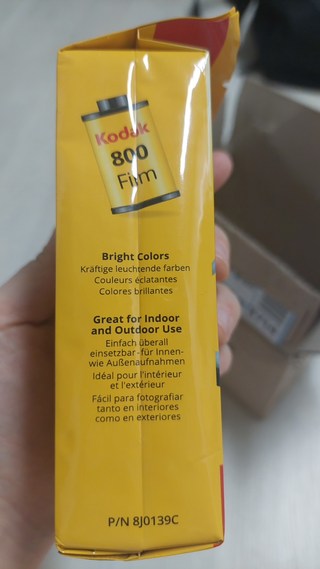 Kodak
800
Film
Bright Colors
Kräftige leuchtende farben
Couleurs éclatantes
Colores brillantes
Great for Indoor
and Outdoor Use
Einfach überall
einsetzbar-für Innen-
wie Außenaufnahmen
Idéal pour l'intérieur
et l'extérieur
Fácil para fotografiar
tanto en interiores
como en exteriores
P/N 8J0139C